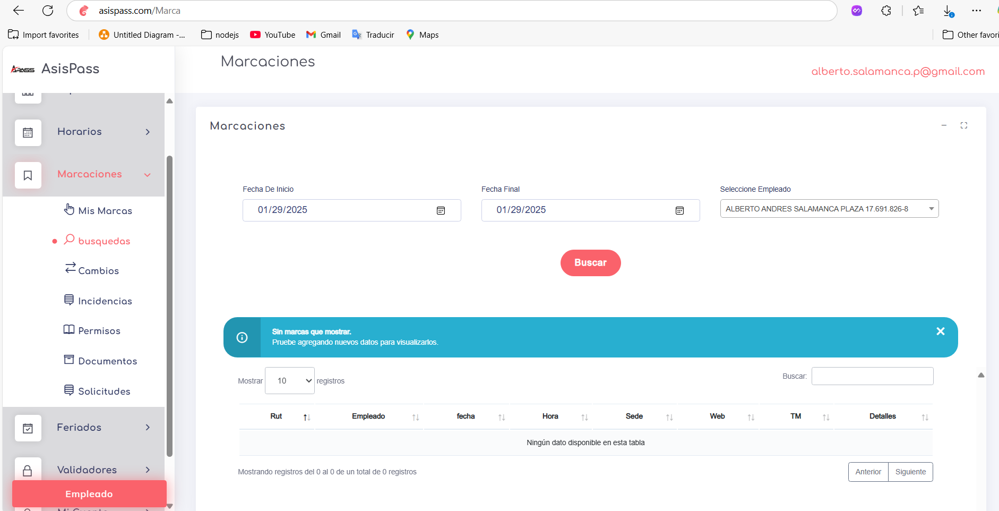 asispass.com/Marca
Import favorites
Untitled Diagram -...
nodejs
YouTube
Gmail
Traducir
Maps
Other favori
APASS AsisPass
Marcaciones
alberto.salamanca.p@gmail.com
Horarios
Marcaciones
Mis Marcas
busquedas
Cambios
Incidencias
Permisos
Documentos
Solicitudes
Feriados
Validadores
Empleado
Marcaciones
Fecha De Inicio
Fecha Final
Seleccione Empleado
01/29/2025
01/29/2025
ALBERTO ANDRES SALAMANCA PLAZA 17.691.826-8
Buscar
Sin marcas que mostrar.
Pruebe agregando nuevos datos para visualizarlos.
Mostrar 10 registros
Buscar:
Rut Empleado fecha Hora Sede Web TM Detalles
Ningún dato disponible en esta tabla
Mostrando registros del 0 al 0 de un total de 0 registros
Anterior Siguiente